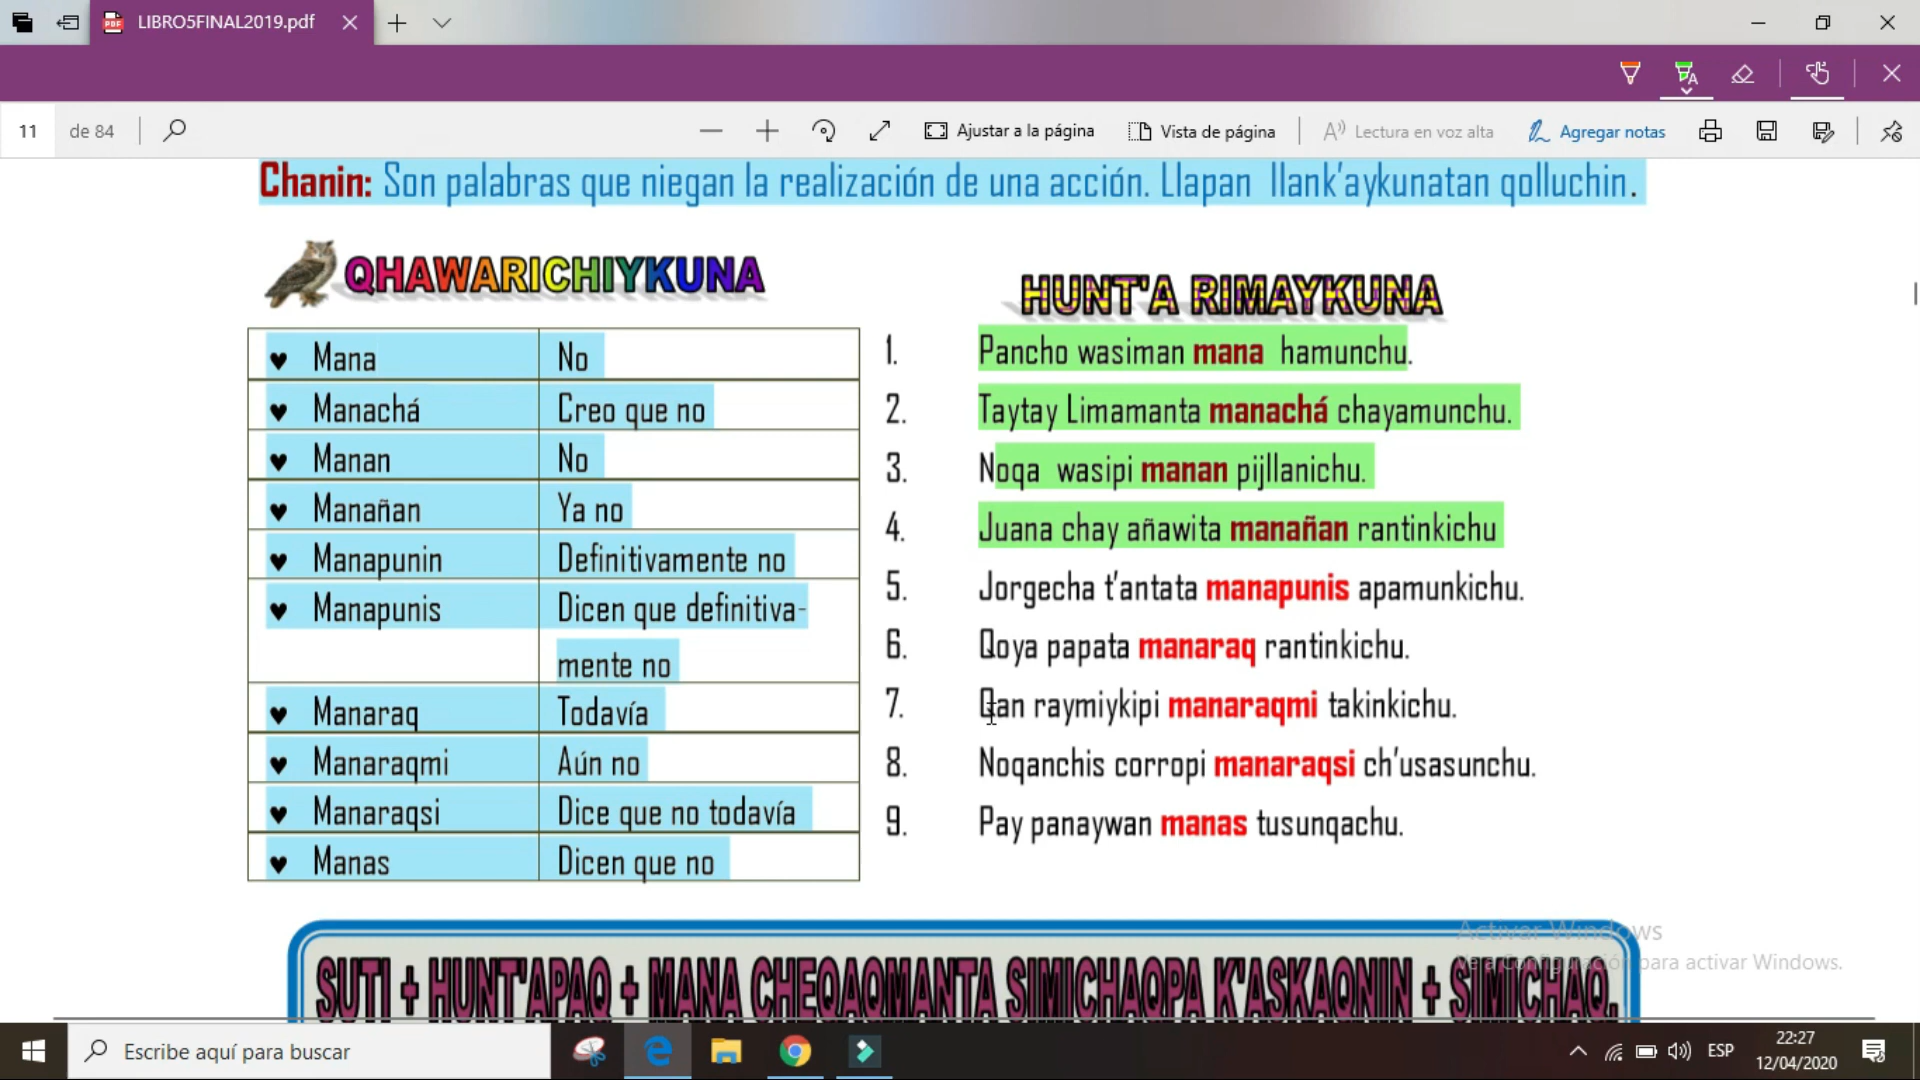 LIBRO5FINAL2019.pdf
11 de 84
Ajustar a la página
Vista de página
Lectura en voz alta
Agregar notas
Chanin: Son palabras que niegan la realización de una acción. Llapan llank'aykunatan qolluchin.
QHAWARICHIYKUNA
♥ Mana No
♥ Manachá Creo que no
♥ Manan No
♥ Manañan Ya no
♥ Manapunin Definitivamente no
♥ Manapunis Dicen que definitiva-
mente no
♥ Manaraq Todavía
♥ Manaraqmi Aún no
♥ Manaraqsi Dice que no todavía
♥ Manas Dicen que no
HUNT'A RIMAYKUNA
1. Pancho wasiman mana hamunchu.
2. Taytay Limamanta manachá chayamunchu.
3. Noqa wasipi manan pijllanichu.
4. Juana chay añawita manañan rantinkichu
5. Jorgecha t'antata manapunis apamunkichu.
6. Qoya papata manaraq rantinkichu.
7. Qan raymiykipi manaraqmi takinkichu.
8. Noqanchis corropi manaraqsi ch'usasunchu.
9. Pay panaywan manas tusunqachu.
SUTI + HUNT'APAQ + MANA CHEQAQMANTA SIMICHAQPA K'ASKAQNIN + SIMICHAQ.
Activar Windows
Ve a Configuración para activar Windows.
Escribe aquí para buscar
ESP
22:27
12/04/2020